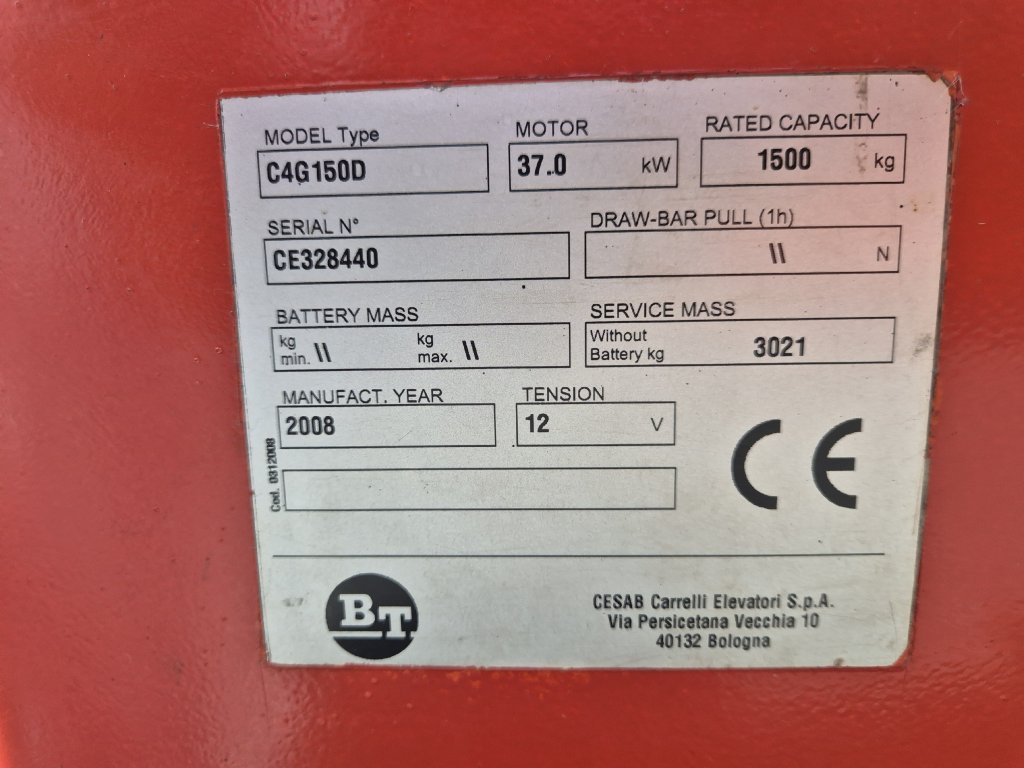 MODEL Type
C4G150D
MOTOR
37.0 kW
RATED CAPACITY
1500 kg
SERIAL N°
CE328440
DRAW-BAR PULL (1h)
\\ N
BATTERY MASS
kg min. \\ kg max. \\
SERVICE MASS
Without
Battery kg 3021
MANUFACT. YEAR
2008
TENSION
12 V
Cod. 0312008
CE
BT
CESAB Carrelli Elevatori S.p.A.
Via Persicetana Vecchia 10
40132 Bologna